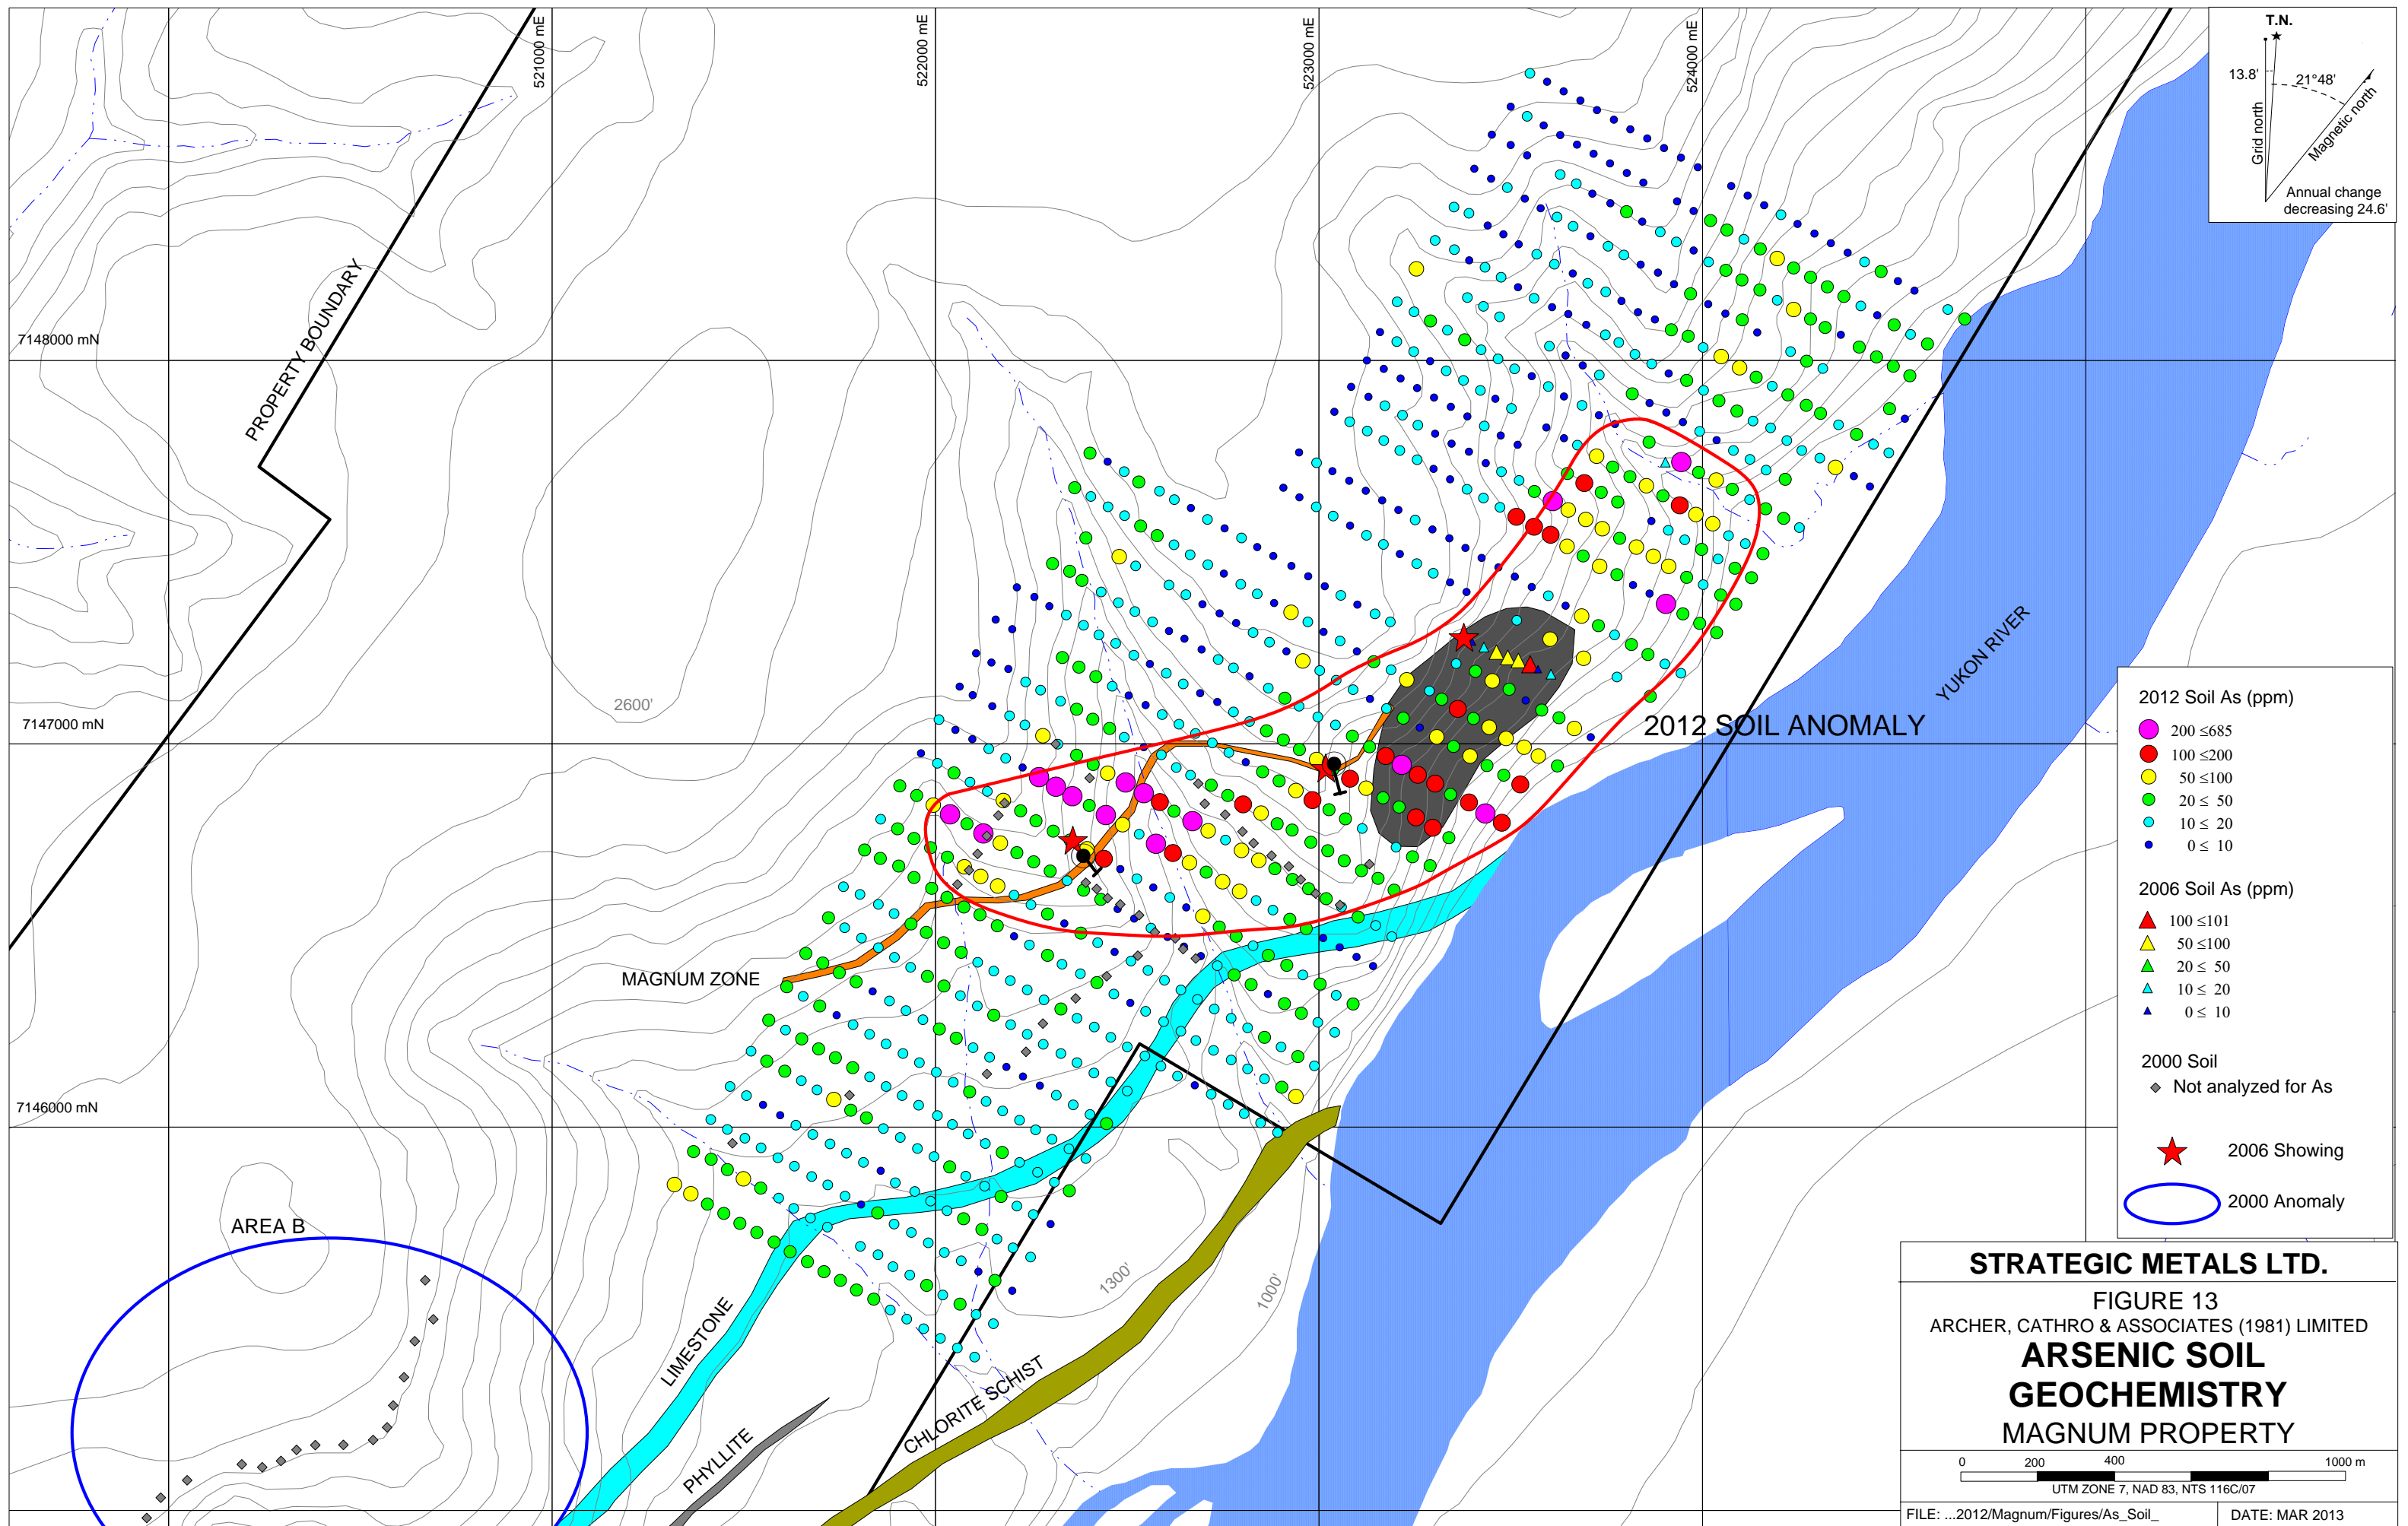 521000 mE
522000 mE
523000 mE
524000 mE
T.N.
13.8'
21°48'
Grid north
Magnetic north
Annual change
decreasing 24.6'
PROPERTY BOUNDARY
7148000 mN
2600'
7147000 mN
2012 SOIL ANOMALY
YUKON RIVER
MAGNUM ZONE
7146000 mN
AREA B
LIMESTONE
PHYLLITE
CHLORITE SCHIST
1300'
1000'
2012 Soil As (ppm)
200 ≤685
100 ≤200
50 ≤100
20 ≤ 50
10 ≤ 20
0 ≤ 10
2006 Soil As (ppm)
100 ≤101
50 ≤100
20 ≤ 50
10 ≤ 20
0 ≤ 10
2000 Soil
Not analyzed for As
2006 Showing
2000 Anomaly
STRATEGIC METALS LTD.
FIGURE 13
ARCHER, CATHRO & ASSOCIATES (1981) LIMITED
ARSENIC SOIL
GEOCHEMISTRY
MAGNUM PROPERTY
0 200 400 1000 m
UTM ZONE 7, NAD 83, NTS 116C/07
FILE: ...2012/Magnum/Figures/As_Soil_
DATE: MAR 2013